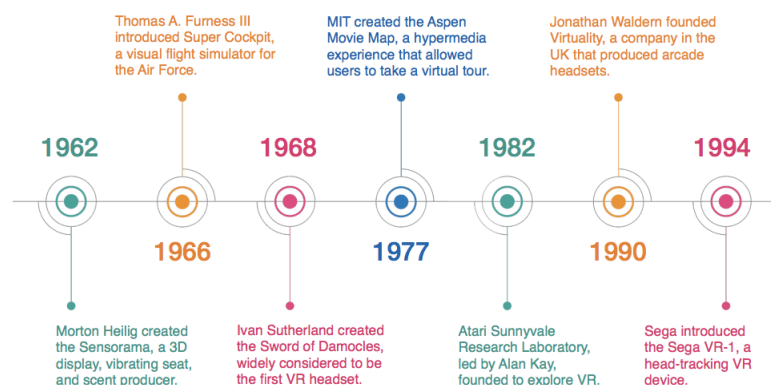 Thomas A. Furness III
introduced Super Cockpit,
a visual flight simulator for
the Air Force.
MIT created the Aspen
Movie Map, a hypermedia
experience that allowed
users to take a virtual tour.
Jonathan Waldern founded
Virtuality, a company in the
UK that produced arcade
headsets.
1962
1968
1982
1994
1966
1977
1990
Morton Heilig created
the Sensorama, a 3D
display, vibrating seat,
and scent producer.
Ivan Sutherland created
the Sword of Damocles,
widely considered to be
the first VR headset.
Atari Sunnyvale
Research Laboratory,
led by Alan Kay,
founded to explore VR.
Sega introduced
the Sega VR-1, a
head-tracking VR
device.